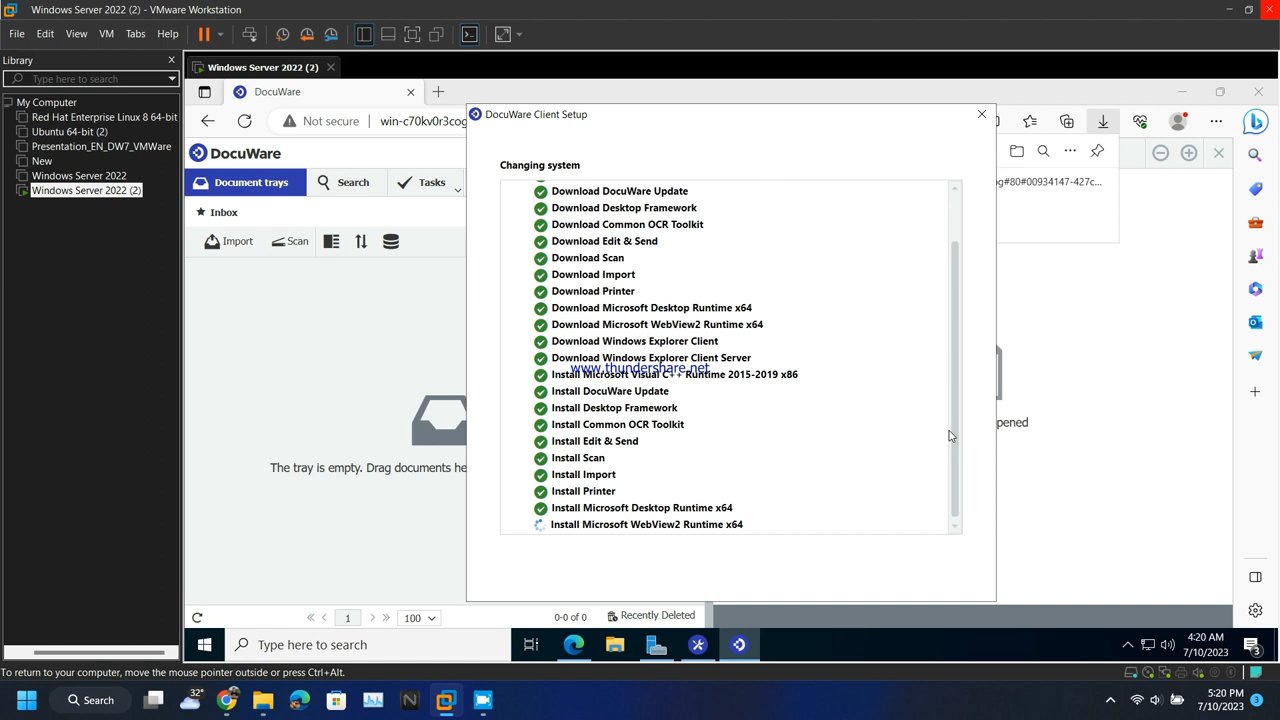 Windows Server 2022 (2) - VMware Workstation
File Edit View VM Tabs Help
Library
Type here to search
My Computer
Red Hat Enterprise Linux 8 64-bit
Ubuntu 64-bit (2)
Presentation_EN_DW7_VMWare
New
Windows Server 2022
Windows Server 2022 (2)
Windows Server 2022 (2)
DocuWare
Not secure
win-c70kv0r3cog
DocuWare
Document trays
Search
Tasks
Inbox
Import
Scan
The tray is empty. Drag documents he
1
100
0-0 of 0
Recently Deleted
og#80#00934147-427c...
pened
DocuWare Client Setup
Changing system
Download DocuWare Update
Download Desktop Framework
Download Common OCR Toolkit
Download Edit & Send
Download Scan
Download Import
Download Printer
Download Microsoft Desktop Runtime x64
Download Microsoft WebView2 Runtime x64
Download Windows Explorer Client
Download Windows Explorer Client Server
www.thundershare.net
Install Microsoft Visual C++ Runtime 2015-2019 x86
Install DocuWare Update
Install Desktop Framework
Install Common OCR Toolkit
Install Edit & Send
Install Scan
Install Import
Install Printer
Install Microsoft Desktop Runtime x64
Install Microsoft WebView2 Runtime x64
Type here to search
4:20 AM
7/10/2023
3
To return to your computer, move the mouse pointer outside or press Ctrl+Alt.
Search
32°
5:20 PM
7/10/2023
3